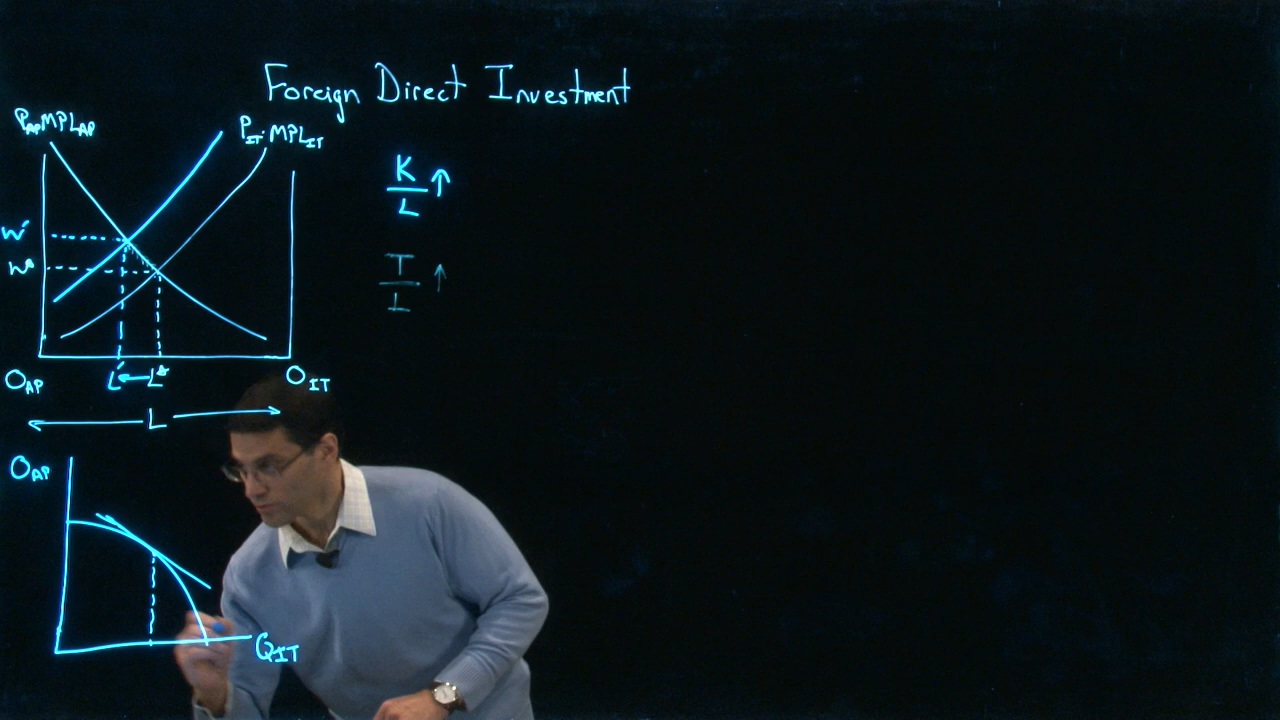 Foreign Direct Investment
P_AP MPL_AP
P_IT · MPL_IT
K/L ↑
W'
W*
T/L ↑
O_AP L' ← L* O_IT
← L →
O_AP
Q_IT